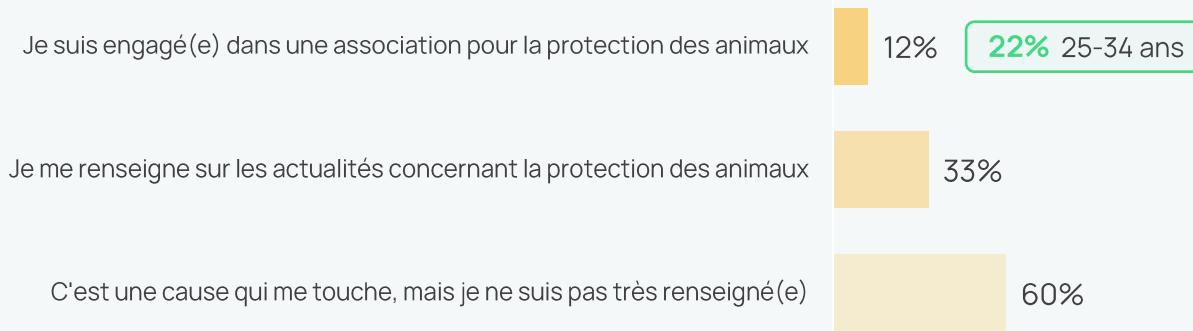 Je suis engagé(e) dans une association pour la protection des animaux 12% 22% 25-34 ans
Je me renseigne sur les actualités concernant la protection des animaux 33%
C'est une cause qui me touche, mais je ne suis pas très renseigné(e) 60%